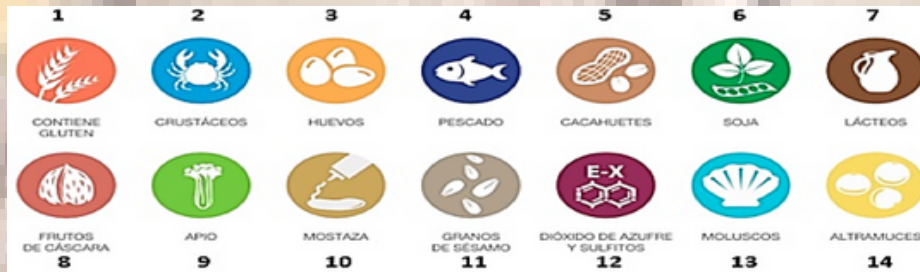 1 2 3 4 5 6 7
CONTIENE GLUTEN CRUSTÁCEOS HUEVOS PESCADO CACAHUETES SOJA LÁCTEOS
E-X
FRUTOS DE CÁSCARA APIO MOSTAZA GRANOS DE SÉSAMO DIÓXIDO DE AZUFRE Y SULFITOS MOLUSCOS ALTRAMUCES
8 9 10 11 12 13 14